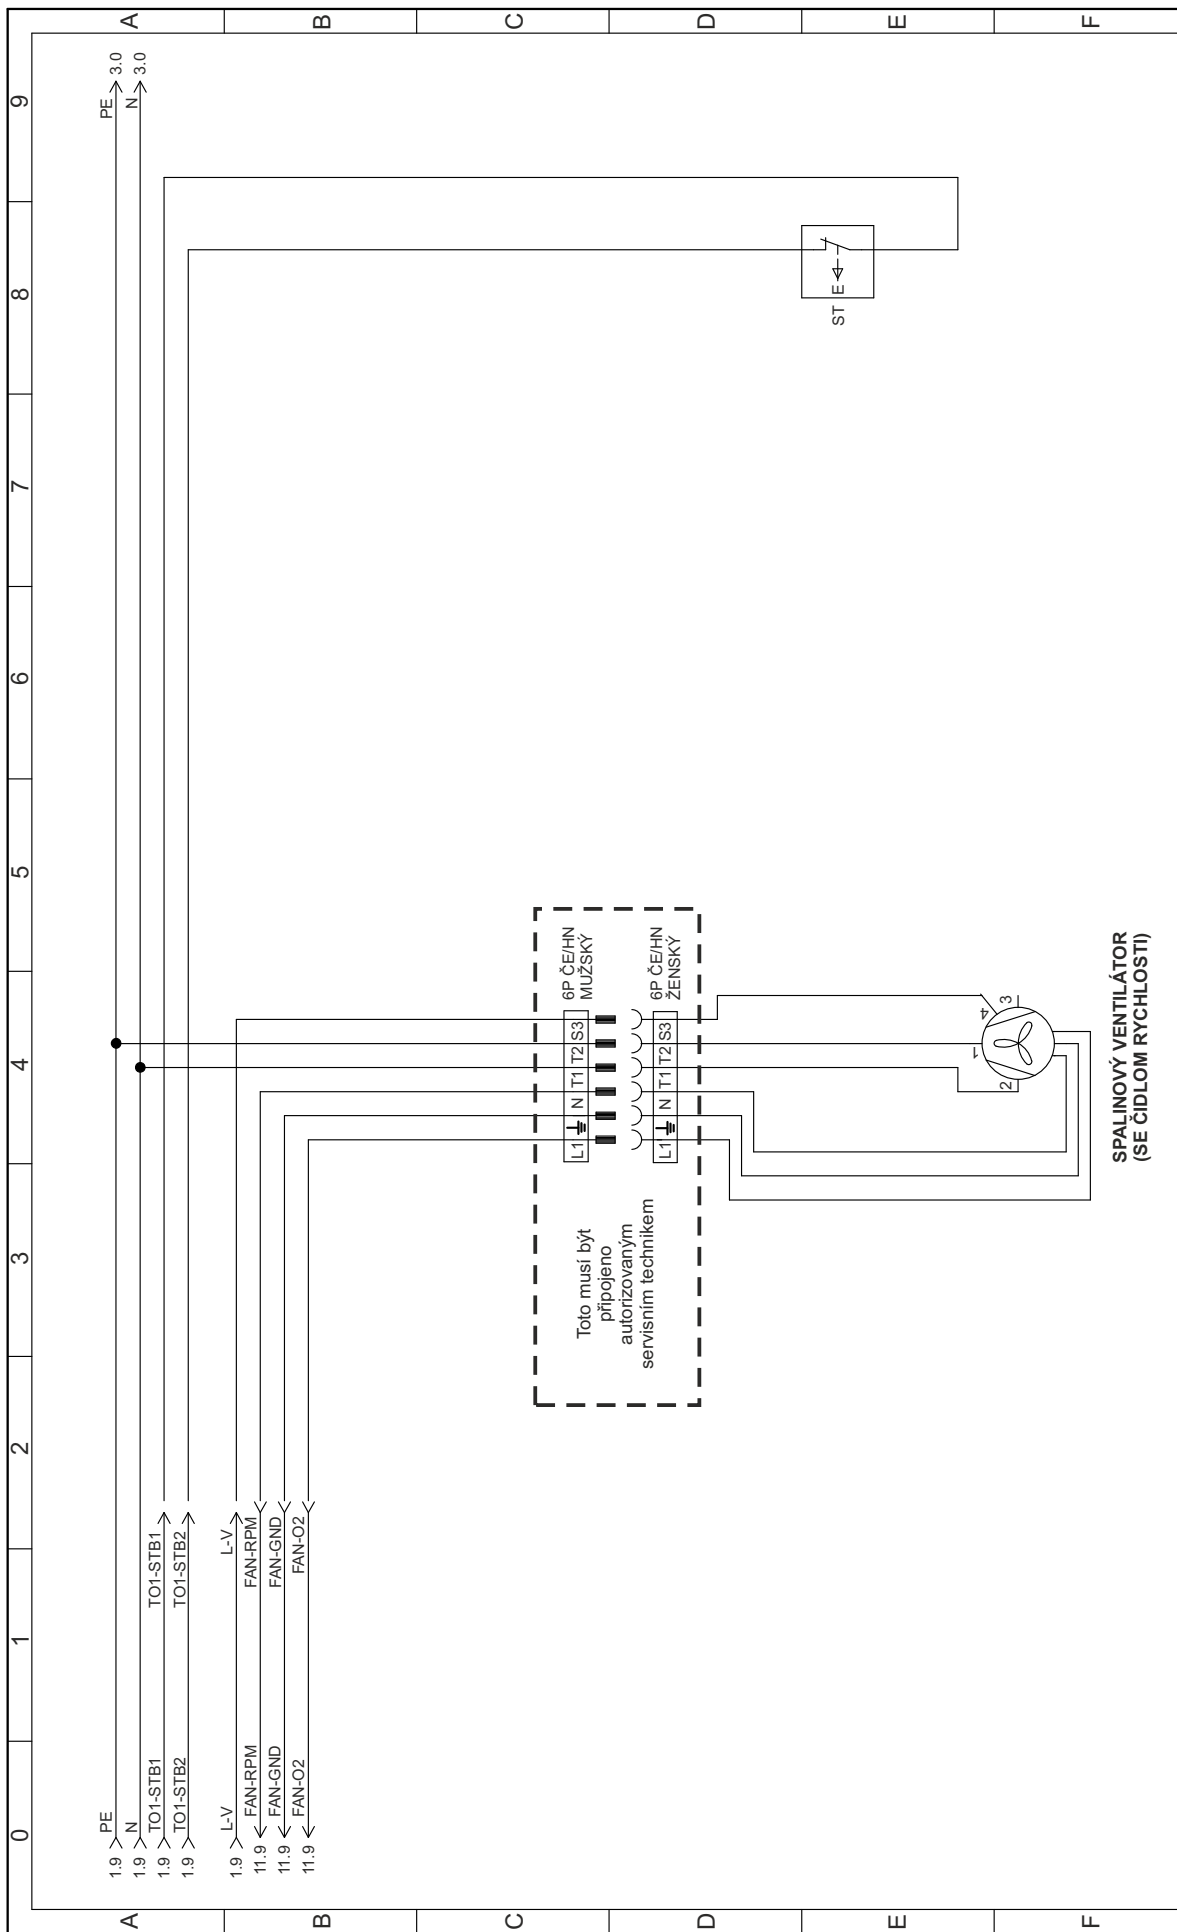 0 1 2 3 4 5 6 7 8 9
A A
B B
C C
D D
E E
F F
1.9 PE PE 3.0
1.9 N N 3.0
1.9 TO1-STB1 TO1-STB1
1.9 TO1-STB2 TO1-STB2
1.9 L-V L-V
11.9 FAN-RPM FAN-RPM
11.9 FAN-GND FAN-GND
11.9 FAN-O2 FAN-O2
6P ČE/HN
MUŽSKÝ
L1 N T1 T2 S3
Toto musí být
připojeno
autorizovaným
servisním technikem
6P ČE/HN
ŽENSKÝ
L1 N T1 T2 S3
ST E
1
2
4
3
SPALINOVÝ VENTILÁTOR
(SE ČIDLOM RYCHLOSTI)